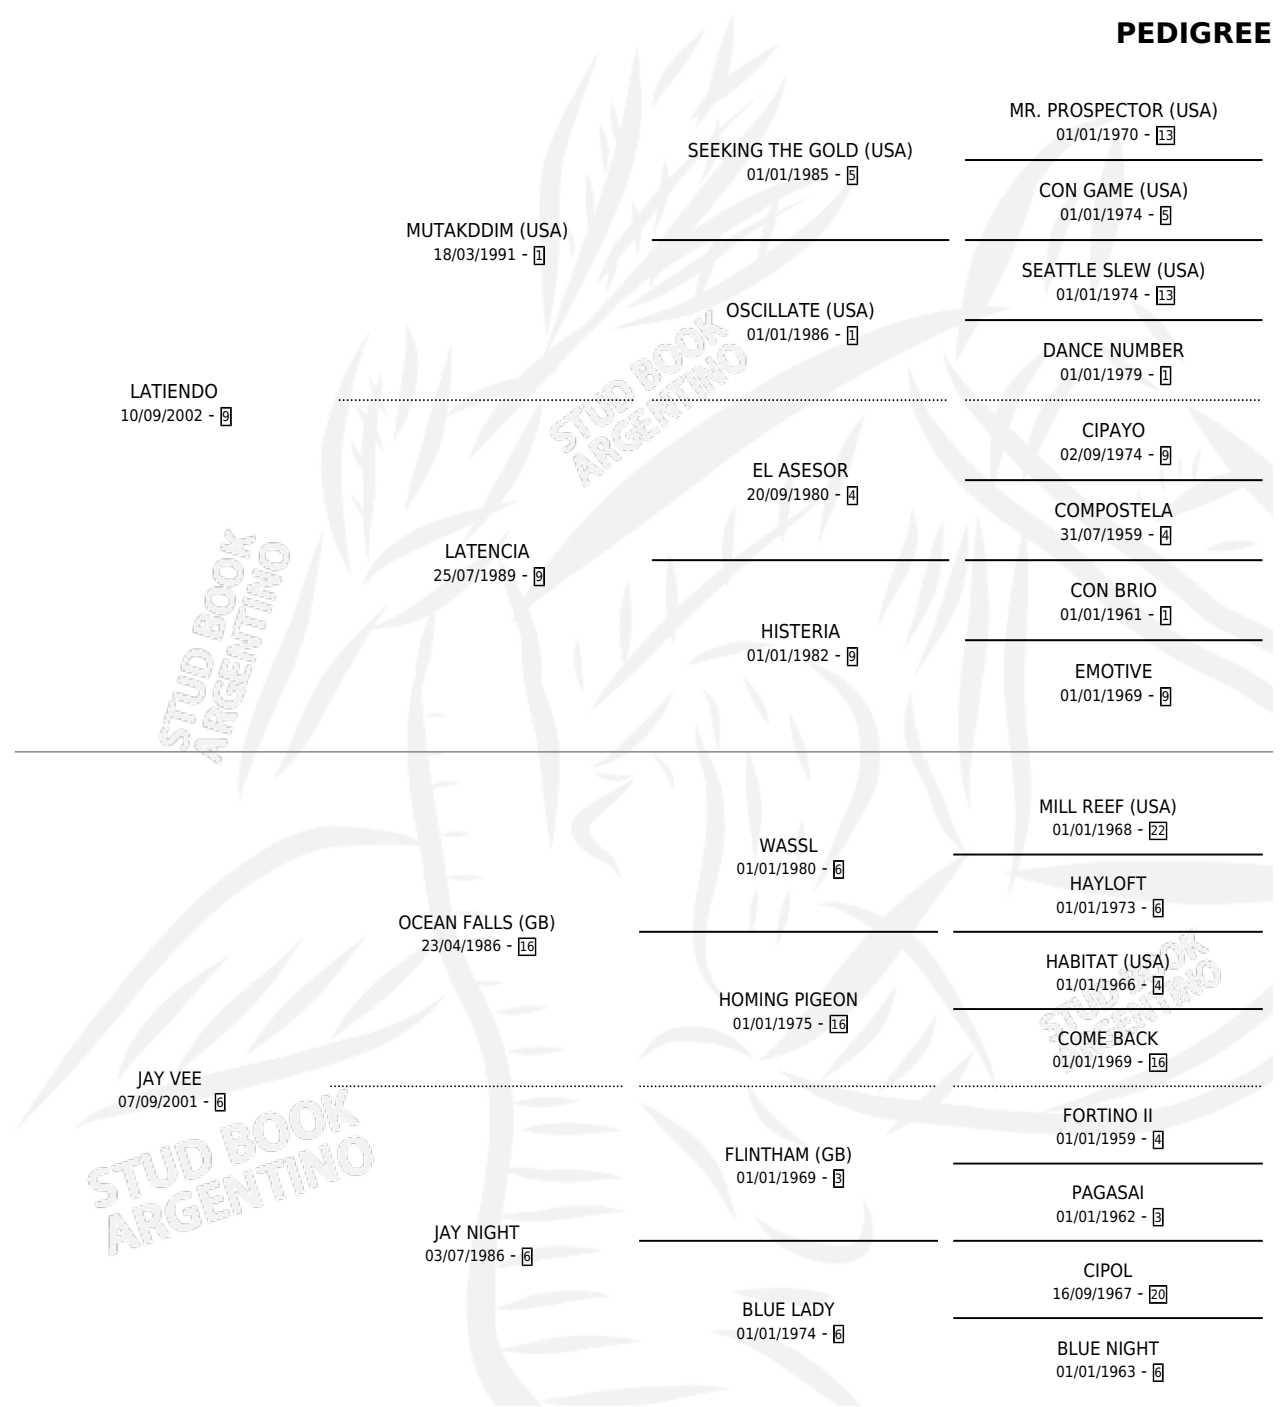 PEDIGREE
MR. PROSPECTOR (USA)
01/01/1970 - 13
SEEKING THE GOLD (USA)
01/01/1985 - 5
CON GAME (USA)
01/01/1974 - 5
MUTAKDDIM (USA)
18/03/1991 - 1
SEATTLE SLEW (USA)
01/01/1974 - 13
OSCILLATE (USA)
01/01/1986 - 1
DANCE NUMBER
01/01/1979 - 1
LATIENDO
10/09/2002 - 9
STUD BOOK
ARGENTINO
CIPAYO
02/09/1974 - 9
EL ASESOR
20/09/1980 - 4
COMPOSTELA
31/07/1959 - 4
LATENCIA
25/07/1989 - 9
CON BRIO
01/01/1961 - 1
HISTERIA
01/01/1982 - 9
EMOTIVE
01/01/1969 - 9
STUD BOOK
ARGENTINO
MILL REEF (USA)
01/01/1968 - 22
WASSL
01/01/1980 - 6
HAYLOFT
01/01/1973 - 6
OCEAN FALLS (GB)
23/04/1986 - 16
HABITAT (USA)
01/01/1966 - 4
HOMING PIGEON
01/01/1975 - 16
STUD BOOK
ARGENTINO
COME BACK
01/01/1969 - 16
JAY VEE
07/09/2001 - 6
STUD BOOK
ARGENTINO
FORTINO II
01/01/1959 - 4
FLINTHAM (GB)
01/01/1969 - 3
PAGASAI
01/01/1962 - 3
JAY NIGHT
03/07/1986 - 6
CIPOL
16/09/1967 - 20
BLUE LADY
01/01/1974 - 6
BLUE NIGHT
01/01/1963 - 6